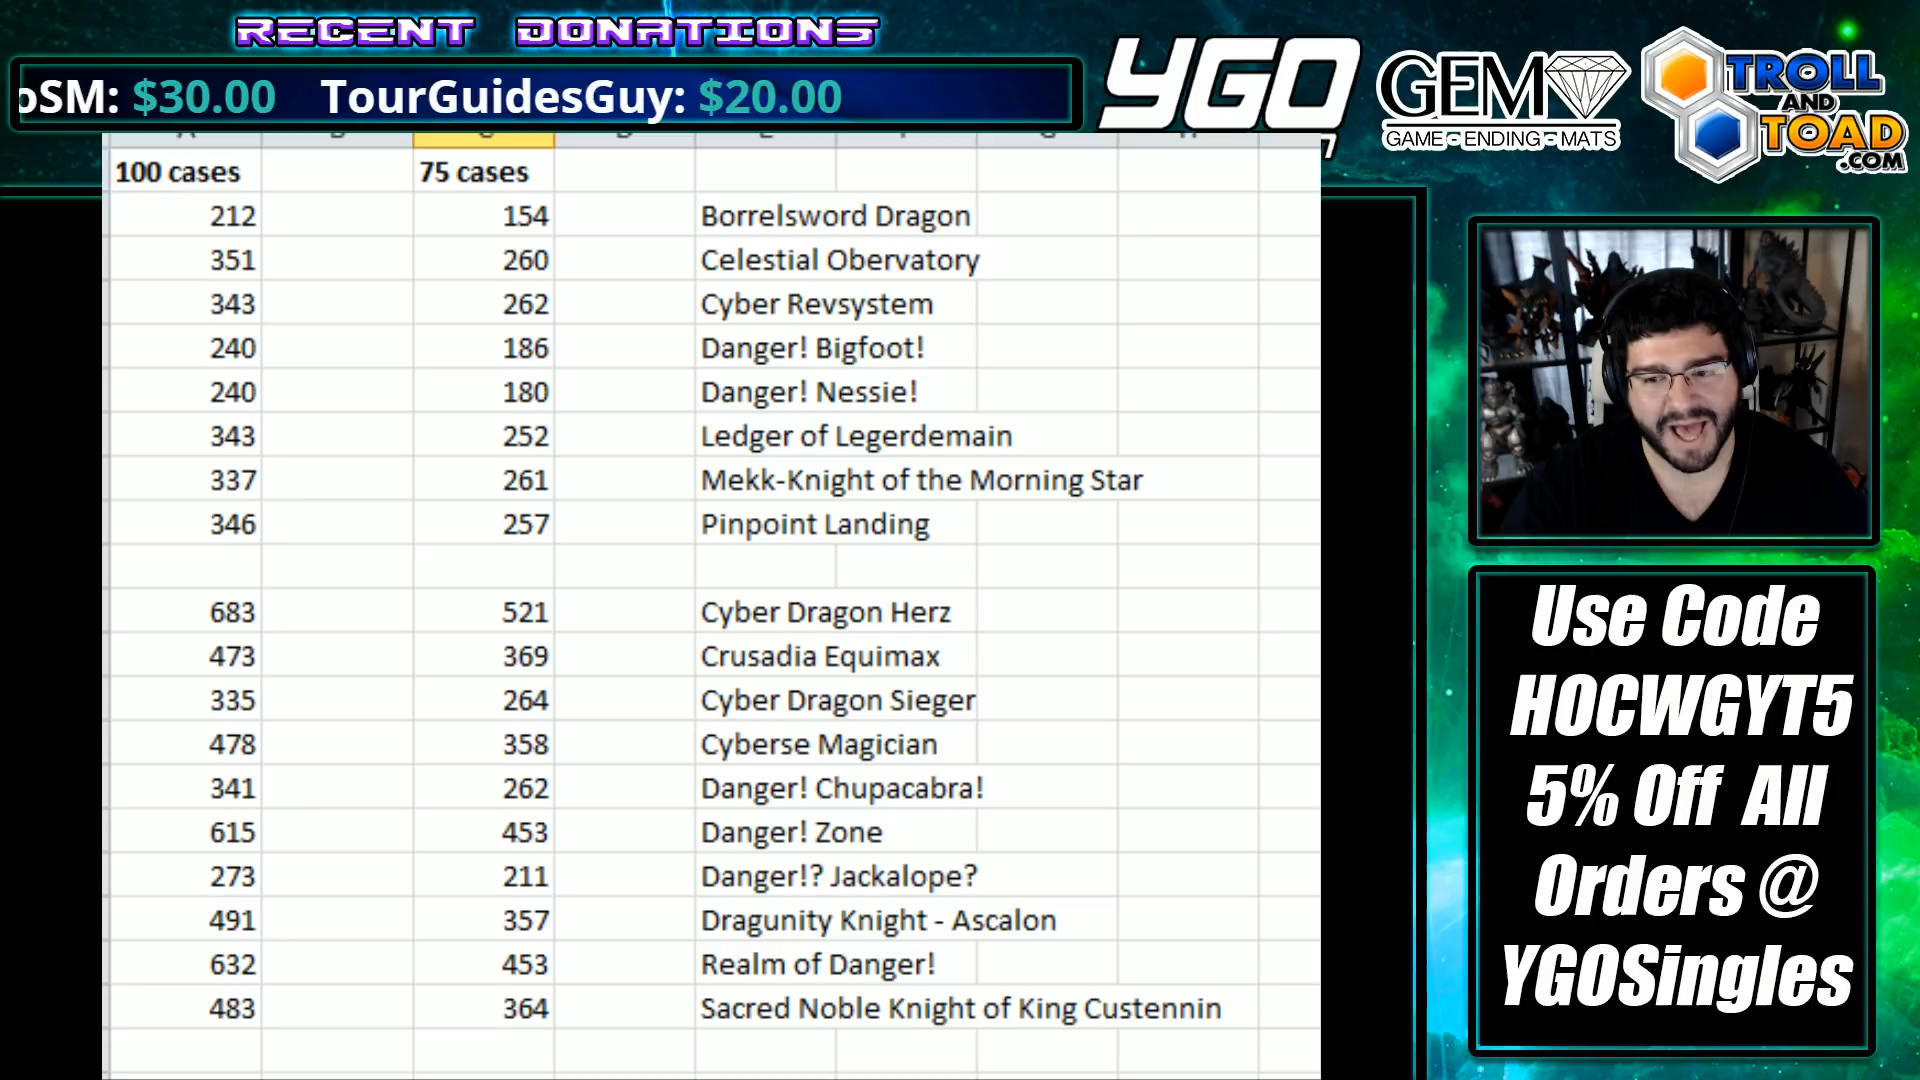 RECENT DONATIONS
oSM: $30.00 TourGuidesGuy: $20.00
YGO
GEM
GAME - ENDING - MATS
TROLL
AND
TOAD
.COM
100 cases 75 cases
212 154 Borrelsword Dragon
351 260 Celestial Obervatory
343 262 Cyber Revsystem
240 186 Danger! Bigfoot!
240 180 Danger! Nessie!
343 252 Ledger of Legerdemain
337 261 Mekk-Knight of the Morning Star
346 257 Pinpoint Landing
683 521 Cyber Dragon Herz
473 369 Crusadia Equimax
335 264 Cyber Dragon Sieger
478 358 Cyberse Magician
341 262 Danger! Chupacabra!
615 453 Danger! Zone
273 211 Danger!? Jackalope?
491 357 Dragunity Knight - Ascalon
632 453 Realm of Danger!
483 364 Sacred Noble Knight of King Custennin
Use Code
HOCWGYT5
5% Off All
Orders @
YGOSingles